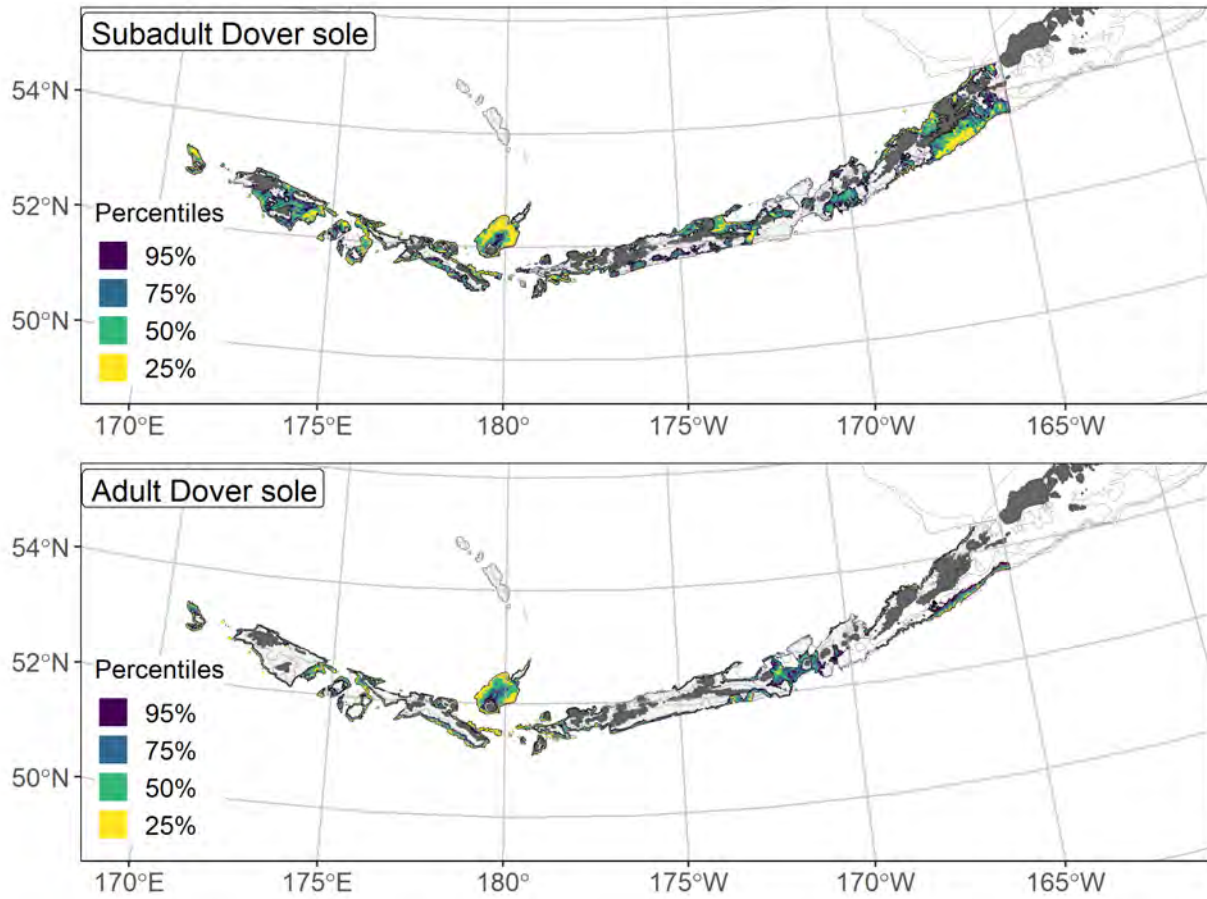 Subadult Dover sole
54°N
52°N
50°N
Percentiles
95%
75%
50%
25%
170°E
175°E
180°
175°W
170°W
165°W
Adult Dover sole
54°N
52°N
50°N
Percentiles
95%
75%
50%
25%
170°E
175°E
180°
175°W
170°W
165°W